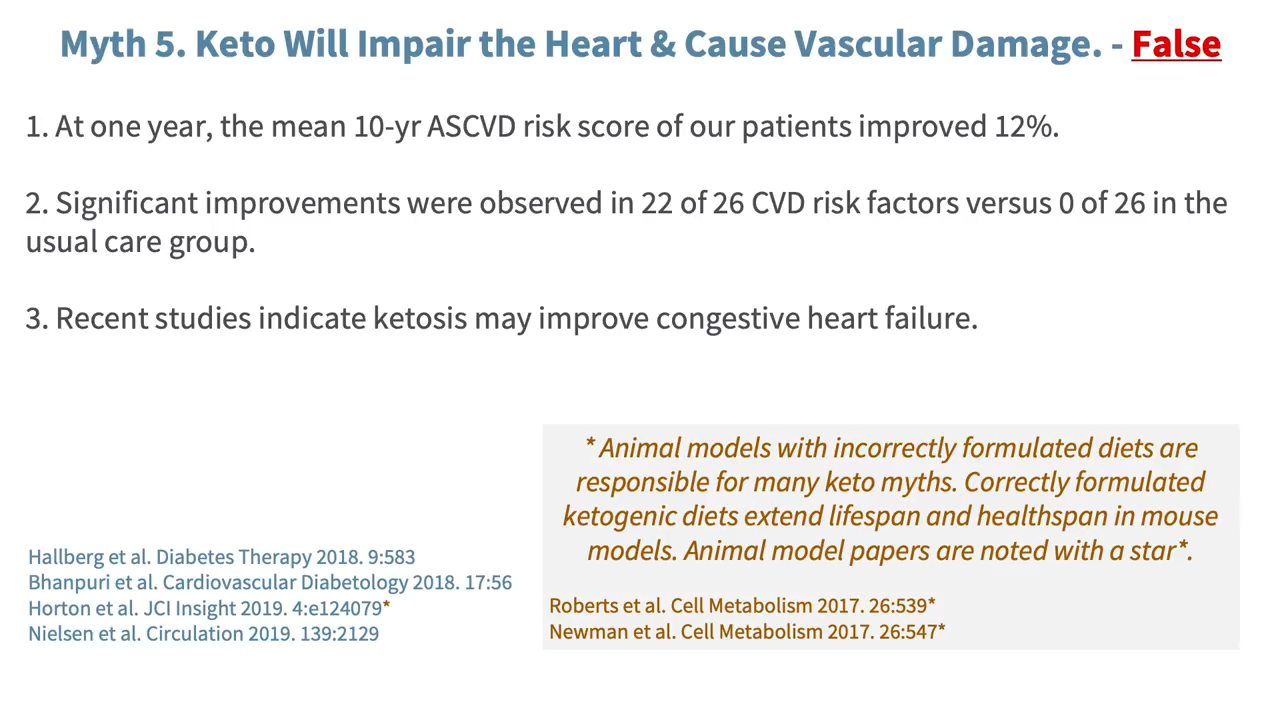 Myth 5. Keto Will Impair the Heart & Cause Vascular Damage. - False
1. At one year, the mean 10-yr ASCVD risk score of our patients improved 12%.
2. Significant improvements were observed in 22 of 26 CVD risk factors versus 0 of 26 in the
usual care group.
3. Recent studies indicate ketosis may improve congestive heart failure.
Hallberg et al. Diabetes Therapy 2018. 9:583
Bhanpuri et al. Cardiovascular Diabetology 2018. 17:56
Horton et al. JCI Insight 2019. 4:e124079*
Nielsen et al. Circulation 2019. 139:2129
* Animal models with incorrectly formulated diets are
responsible for many keto myths. Correctly formulated
ketogenic diets extend lifespan and healthspan in mouse
models. Animal model papers are noted with a star*.
Roberts et al. Cell Metabolism 2017. 26:539*
Newman et al. Cell Metabolism 2017. 26:547*